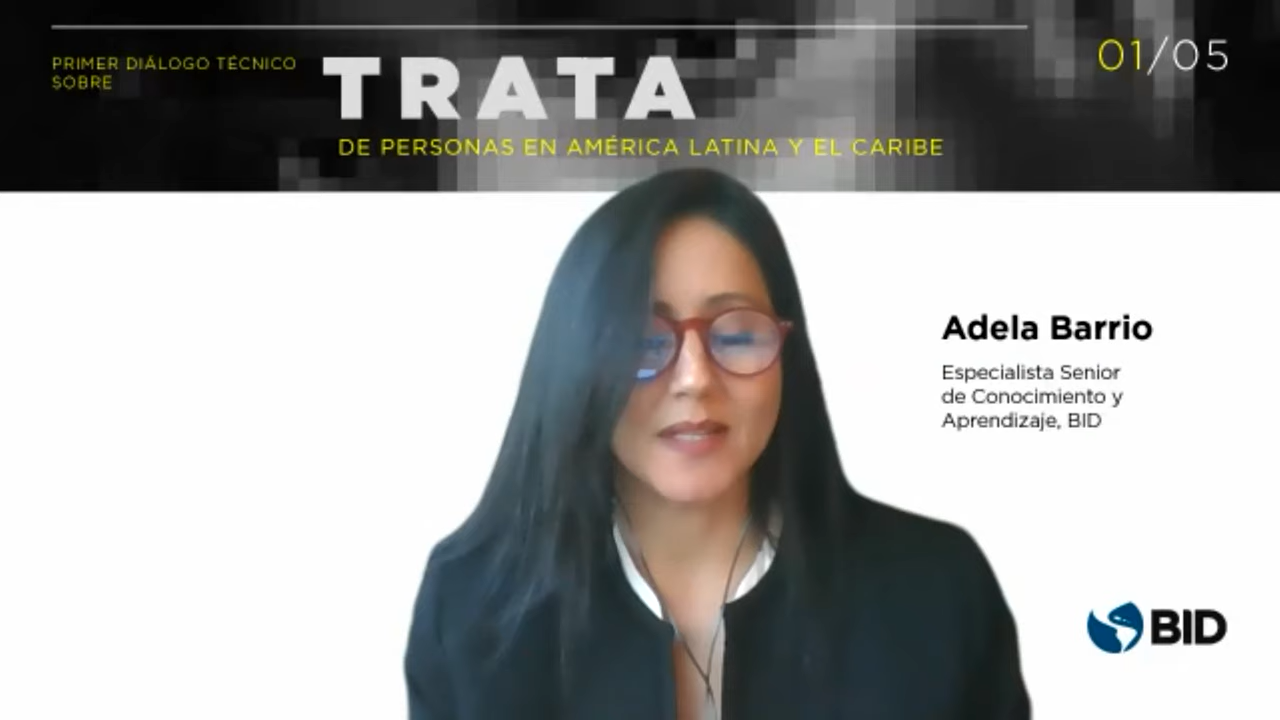 PRIMER DIÁLOGO TÉCNICO
SOBRE
TRATA
DE PERSONAS EN AMÉRICA LATINA Y EL CARIBE
01/05
Adela Barrio
Especialista Senior
de Conocimiento y
Aprendizaje, BID
BID